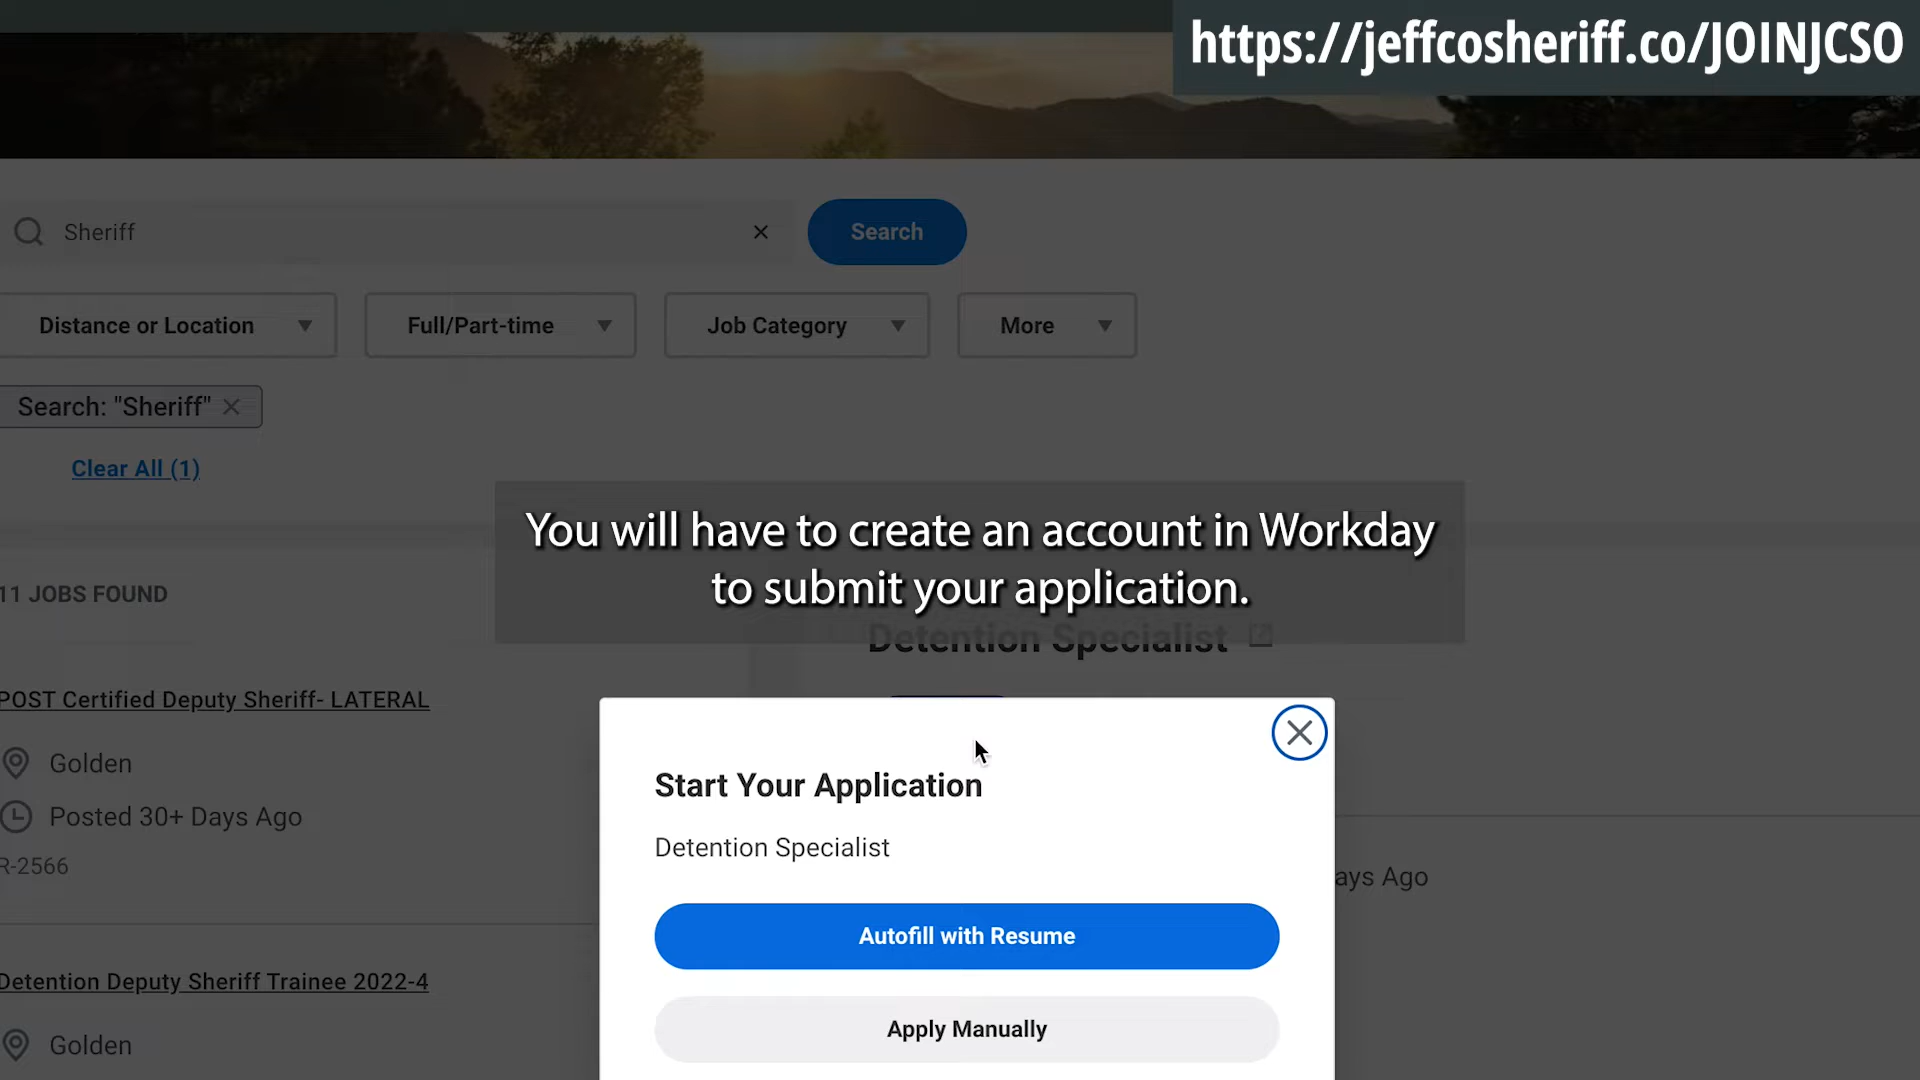 https://jeffcosheriff.co/JOINJCSO
Sheriff
Search
Distance or Location
Full/Part-time
Job Category
More
Search: "Sheriff"
Clear All (1)
You will have to create an account in Workday
to submit your application.
11 JOBS FOUND
Detention Specialist
POST Certified Deputy Sheriff- LATERAL
Golden
Posted 30+ Days Ago
R-2566
Start Your Application
Detention Specialist
ays Ago
Autofill with Resume
Detention Deputy Sheriff Trainee 2022-4
Apply Manually
Golden